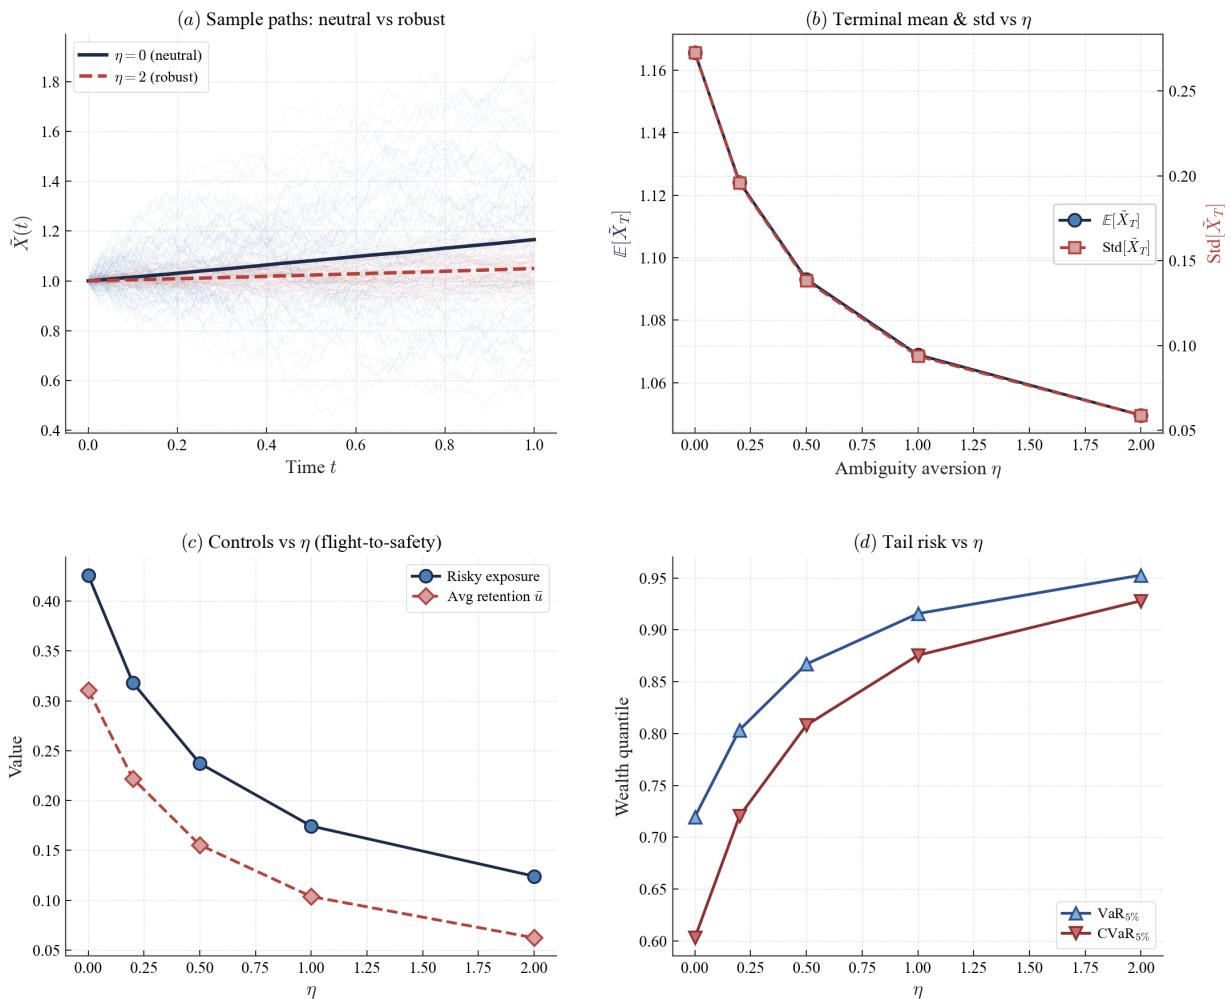 (a) Sample paths: neutral vs robust
η = 0 (neutral)
η = 2 (robust)
1.8
1.6
1.4
1.2
1.0
0.8
0.6
0.4
X̃(t)
0.0 0.2 0.4 0.6 0.8 1.0
Time t
(b) Terminal mean & std vs η
1.16
1.14
1.12
1.10
1.08
1.06
𝔼[X̃_T]
𝔼[X̃_T]
Std[X̃_T]
0.25
0.20
0.15
0.10
0.05
Std[X̃_T]
0.00 0.25 0.50 0.75 1.00 1.25 1.50 1.75 2.00
Ambiguity aversion η
(c) Controls vs η (flight-to-safety)
Risky exposure
Avg retention ū
0.40
0.35
0.30
0.25
0.20
0.15
0.10
0.05
Value
0.00 0.25 0.50 0.75 1.00 1.25 1.50 1.75 2.00
η
(d) Tail risk vs η
0.95
0.90
0.85
0.80
0.75
0.70
0.65
0.60
Wealth quantile
VaR5%
CVaR5%
0.00 0.25 0.50 0.75 1.00 1.25 1.50 1.75 2.00
η